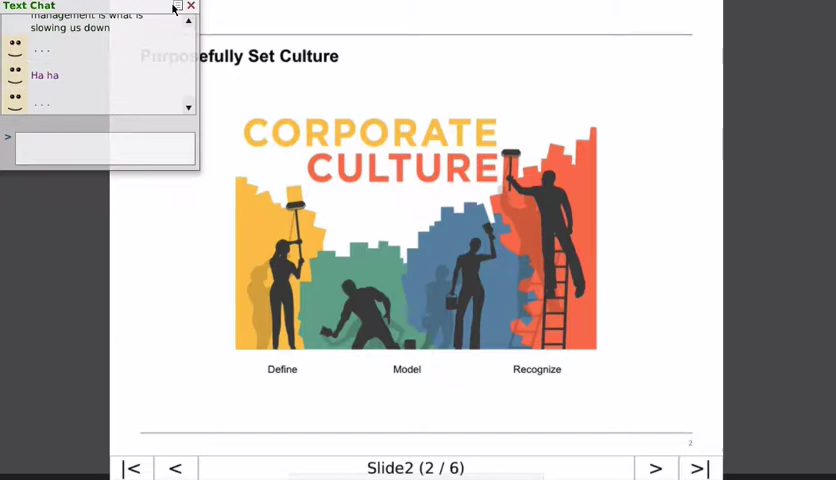 Text Chat
management is what is
slowing us down
. . .
Ha ha
. . .
>
Purposefully Set Culture
CORPORATE
CULTURE
Define Model Recognize
2
|< < Slide2 (2 / 6) > >|